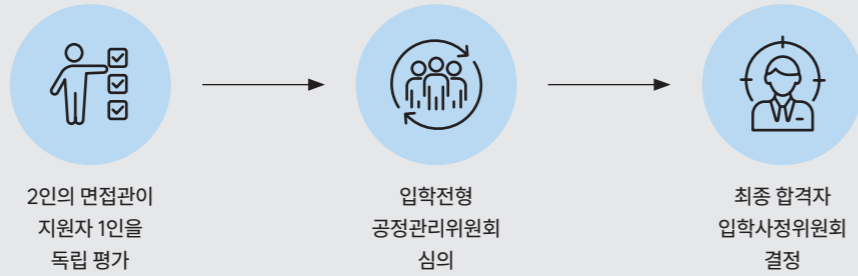 2인의 면접관이
지원자 1인을
독립 평가
입학전형
공정관리위원회
심의
최종 합격자
입학사정위원회
결정